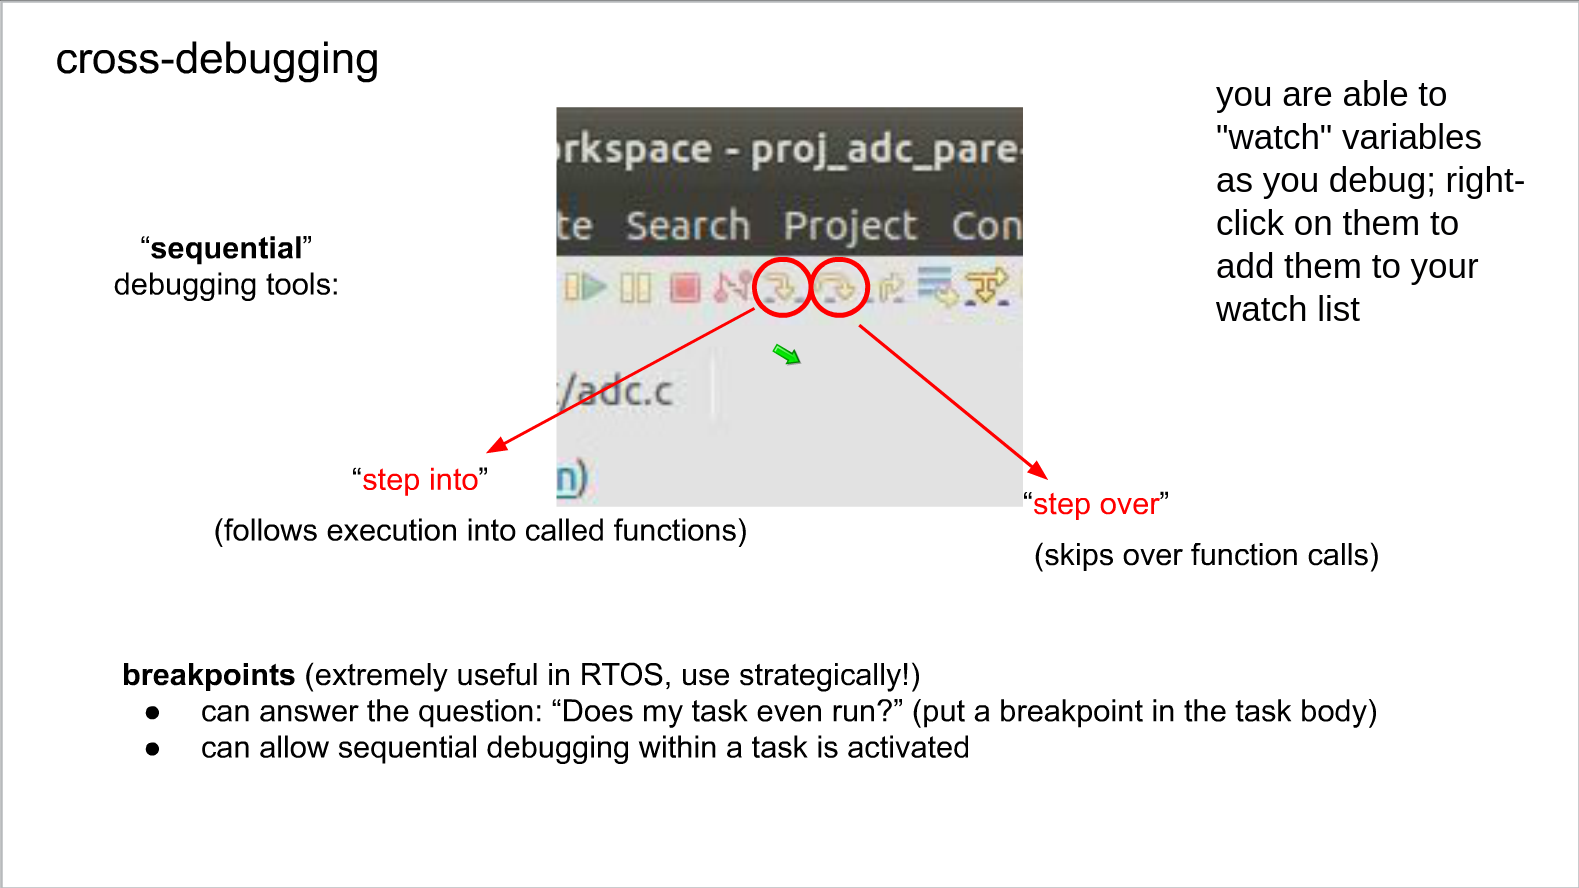 cross-debugging
you are able to
"watch" variables
as you debug; right-
click on them to
add them to your
watch list
“sequential”
debugging tools:
rkspace - proj_adc_pare
te Search Project Con
/adc.c
n)
“step into”
(follows execution into called functions)
“step over”
(skips over function calls)
breakpoints (extremely useful in RTOS, use strategically!)
● can answer the question: “Does my task even run?” (put a breakpoint in the task body)
● can allow sequential debugging within a task is activated